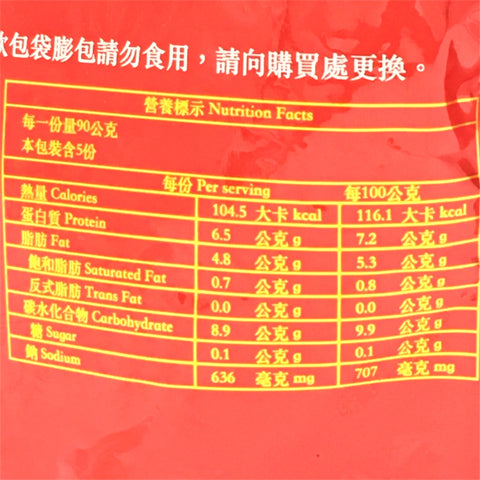 包袋膨包請勿食用，請向購買處更換。
營養標示 Nutrition Facts
每一份量90公克
本包裝含5份
每份 Per serving 每100公克
熱量 Calories 104.5 大卡 kcal 116.1 大卡 kcal
蛋白質 Protein 6.5 公克 g 7.2 公克 g
脂肪 Fat 4.8 公克 g 5.3 公克 g
飽和脂肪 Saturated Fat 0.7 公克 g 0.8 公克 g
反式脂肪 Trans Fat 0.0 公克 g 0.0 公克 g
碳水化合物 Carbohydrate 8.9 公克 g 9.9 公克 g
糖 Sugar 0.1 公克 g 0.1 公克 g
鈉 Sodium 636 毫克 mg 707 毫克 mg